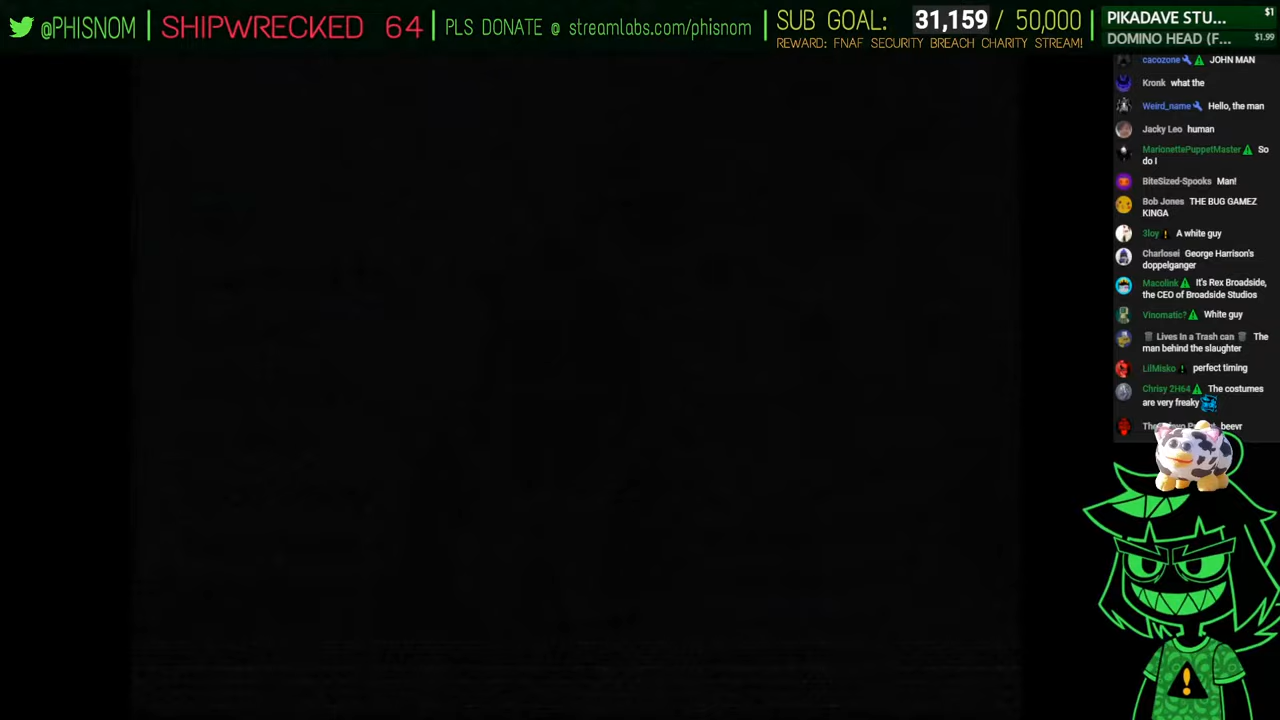 @PHISNOM
SHIPWRECKED 64
PLS DONATE @ streamlabs.com/phisnom
SUB GOAL: 31,159 / 50,000
REWARD: FNAF SECURITY BREACH CHARITY STREAM!
PIKADAVE STU... $1
DOMINO HEAD (F... $1.99
cacozone JOHN MAN
Kronk what the
Weird_name Hello, the man
Jacky Leo human
MarionettePuppetMaster So
do I
BiteSized-Spooks Man!
Bob Jones THE BUG GAMEZ
KINGA
3loy A white guy
Charlosei George Harrison's
doppelganger
Macolink It's Rex Broadside,
the CEO of Broadside Studios
Vinomatic? White guy
Lives In a Trash can The
man behind the slaughter
LilMisko perfect timing
Chrisy 2H64 The costumes
are very freaky
beevr